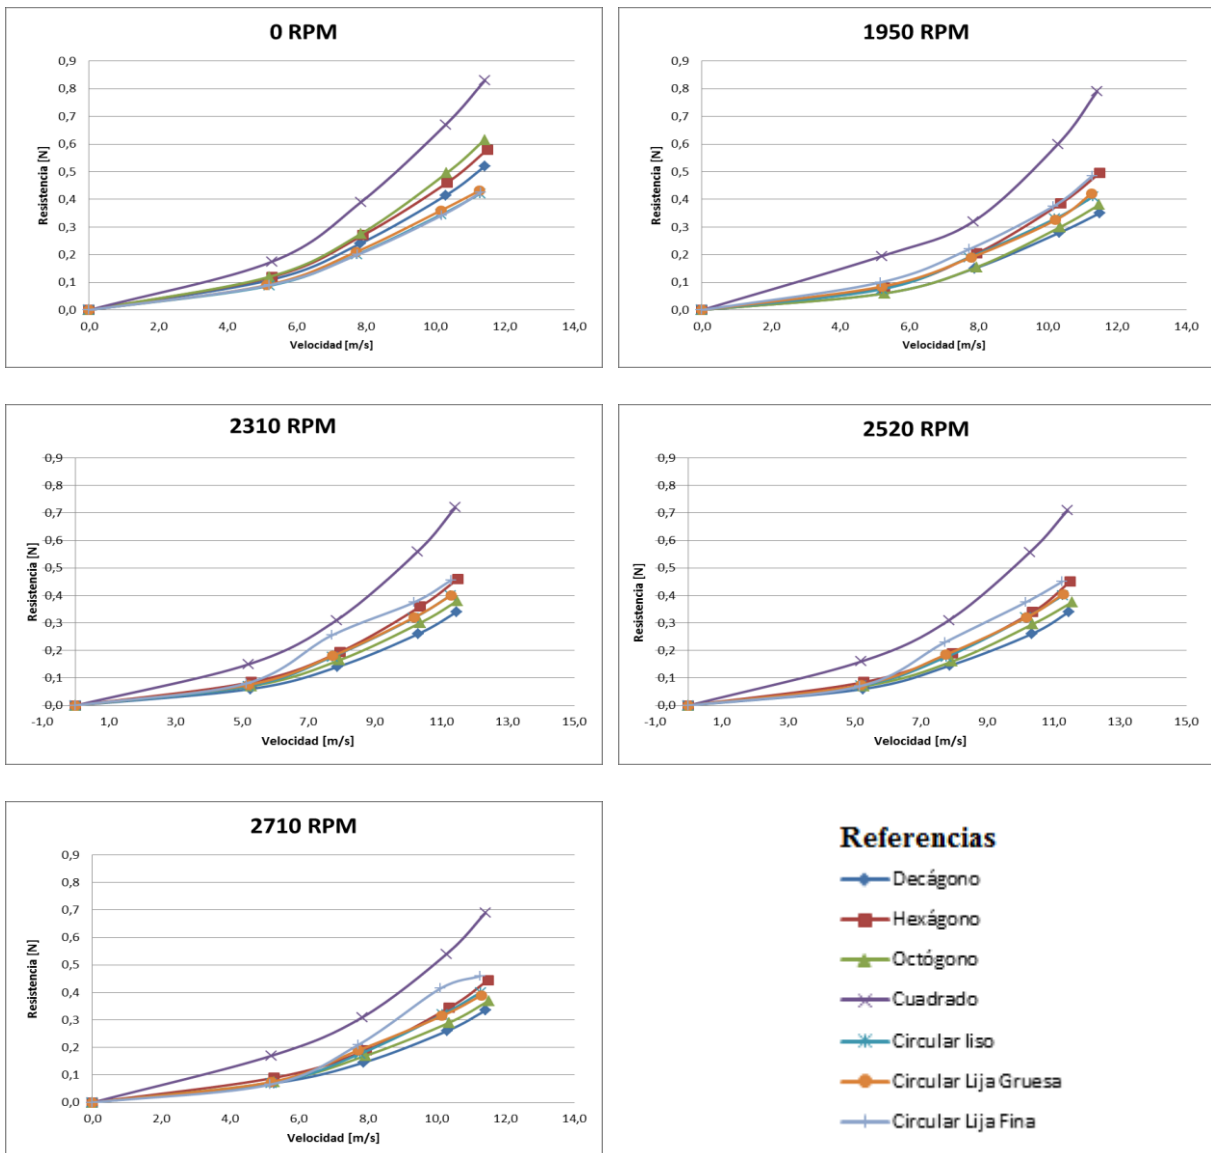 0 RPM
Resistencia [N]
0,9
0,8
0,7
0,6
0,5
0,4
0,3
0,2
0,1
0,0
0,0 2,0 4,0 6,0 8,0 10,0 12,0 14,0
Velocidad [m/s]
1950 RPM
Resistencia [N]
0,9
0,8
0,7
0,6
0,5
0,4
0,3
0,2
0,1
0,0
0,0 2,0 4,0 6,0 8,0 10,0 12,0 14,0
Velocidad [m/s]
2310 RPM
Resistencia [N]
0,9
0,8
0,7
0,6
0,5
0,4
0,3
0,2
0,1
0,0
-1,0 1,0 3,0 5,0 7,0 9,0 11,0 13,0 15,0
Velocidad [m/s]
2520 RPM
Resistencia [N]
0,9
0,8
0,7
0,6
0,5
0,4
0,3
0,2
0,1
0,0
-1,0 1,0 3,0 5,0 7,0 9,0 11,0 13,0 15,0
Velocidad [m/s]
2710 RPM
Resistencia [N]
0,9
0,8
0,7
0,6
0,5
0,4
0,3
0,2
0,1
0,0
0,0 2,0 4,0 6,0 8,0 10,0 12,0 14,0
Velocidad [m/s]
Referencias
Decágono
Hexágono
Octógono
Cuadrado
Circular liso
Circular Lija Gruesa
Circular Lija Fina